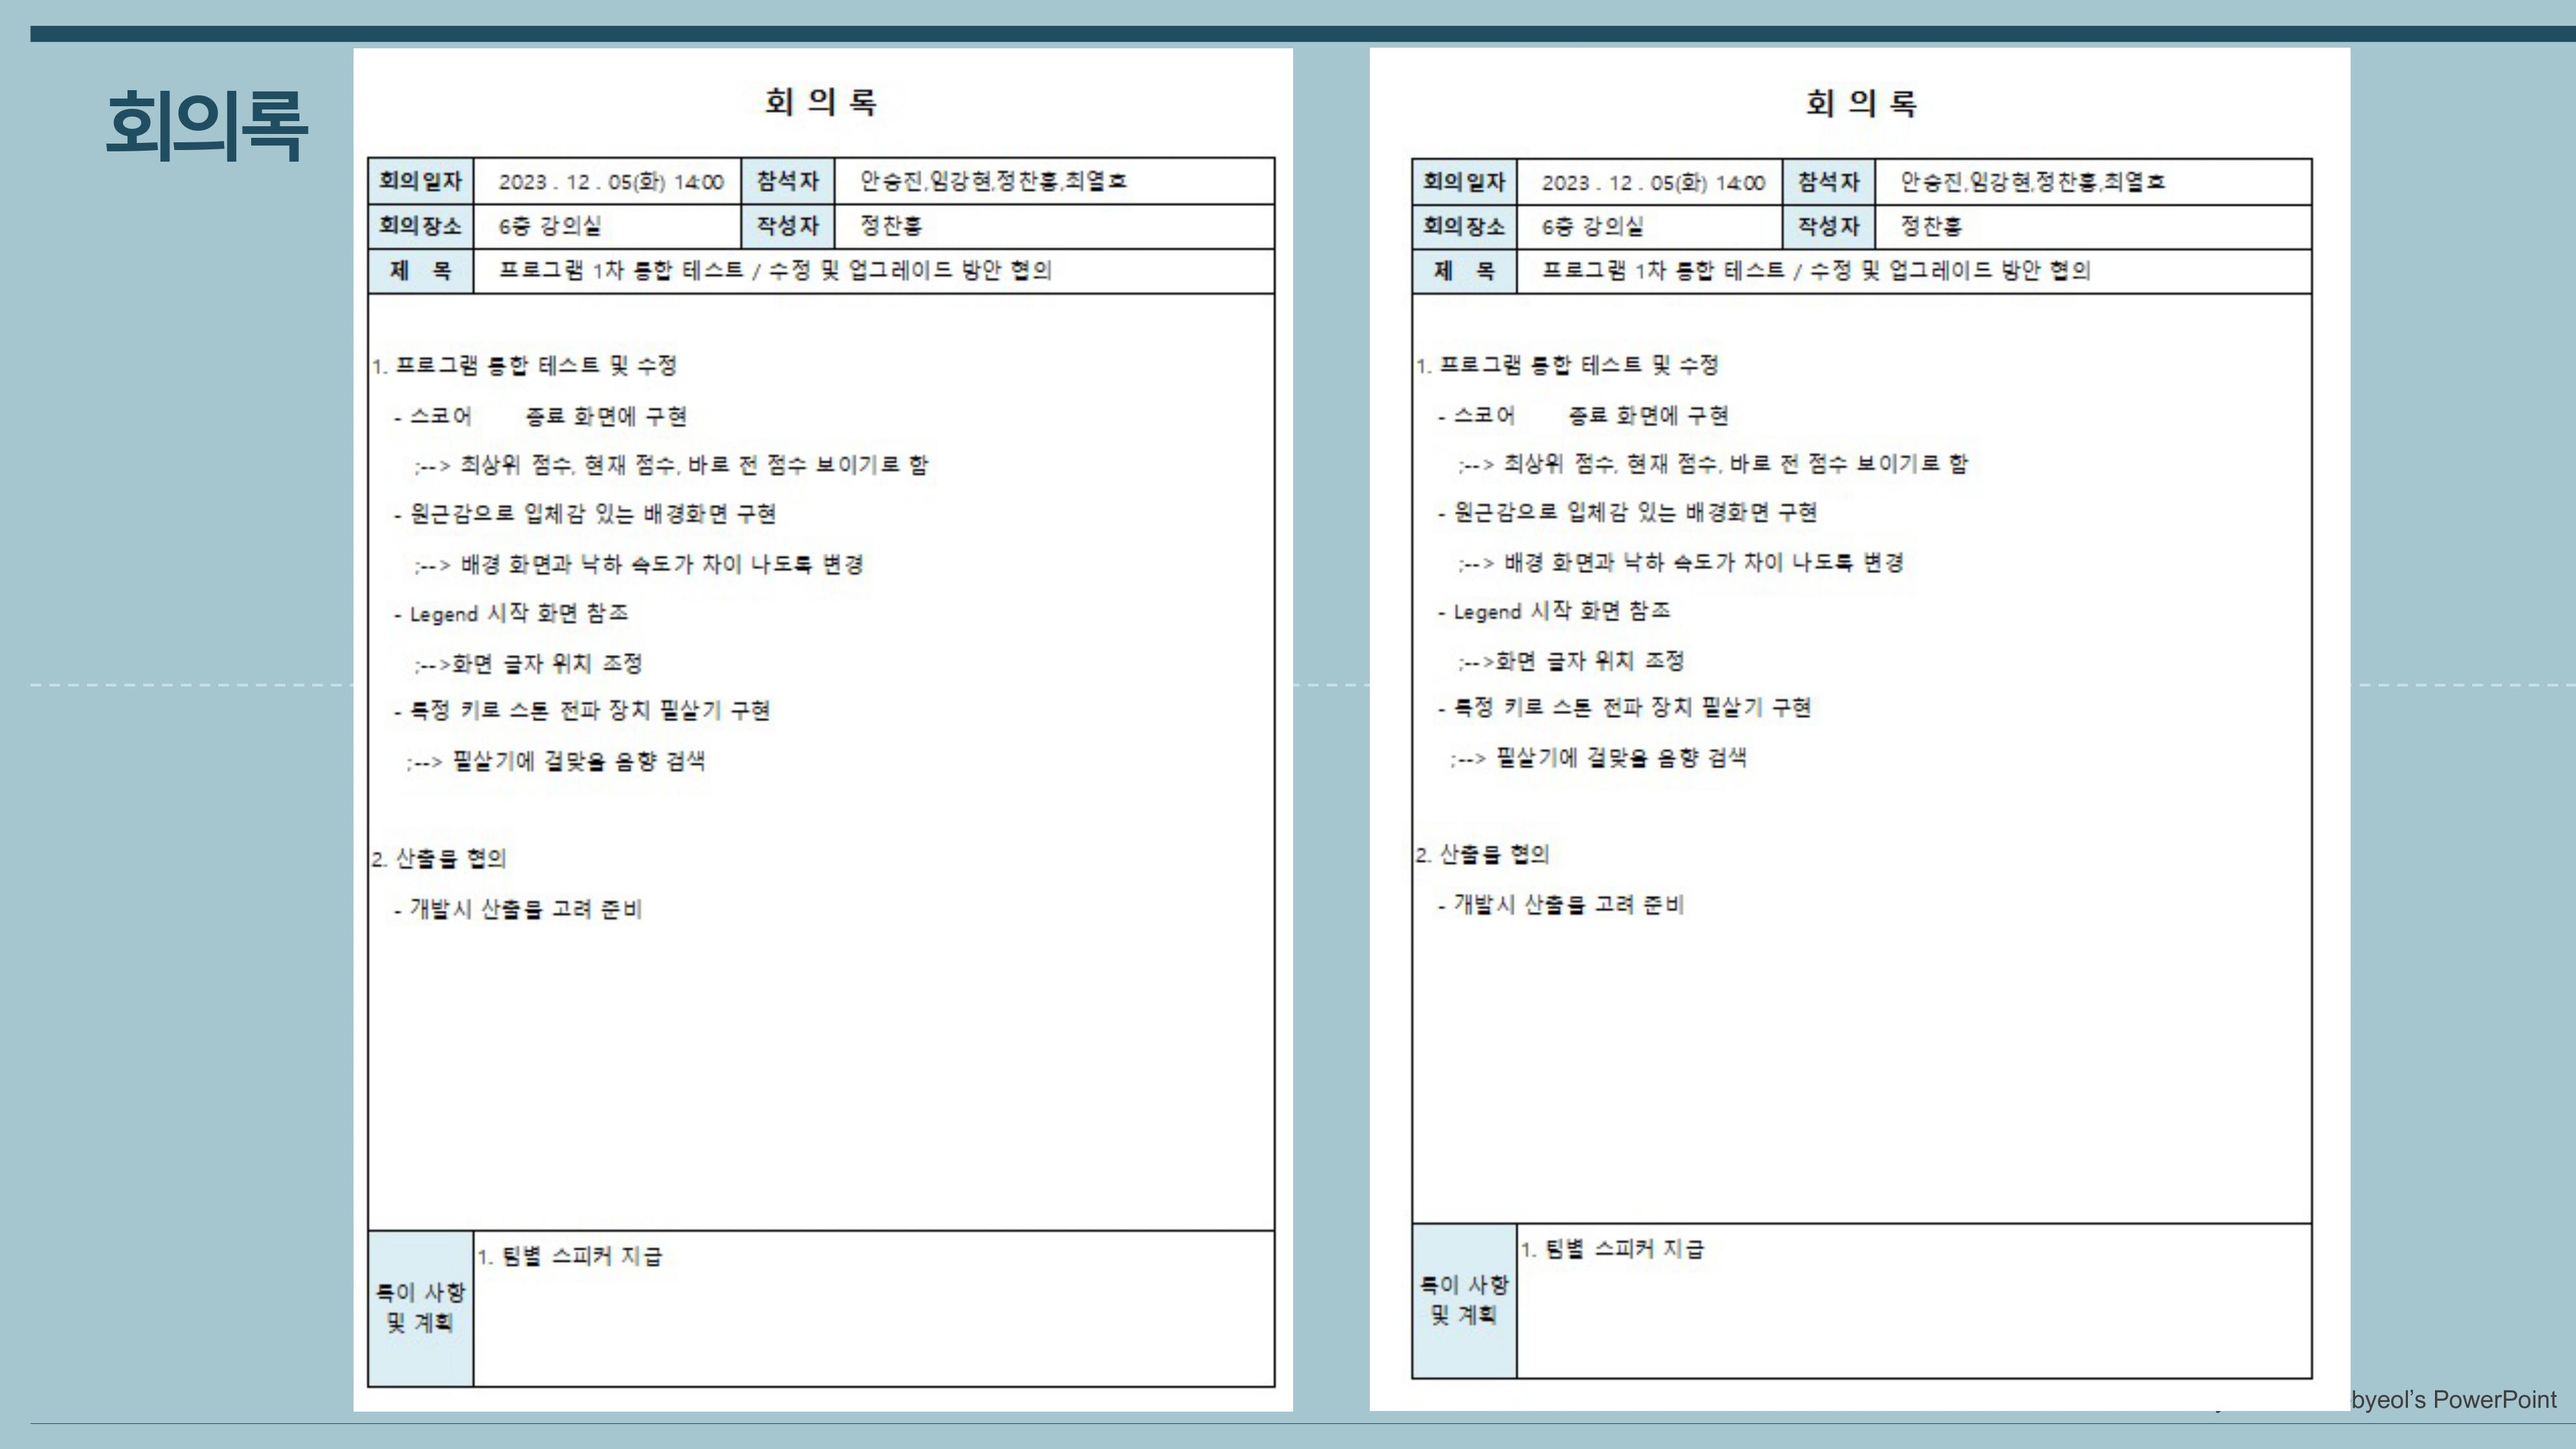 회의록
회 의 록
회의일자 2023 . 12 . 05(화) 14:00 참석자 안승진,임강현,정찬홍,최열호
회의장소 6층 강의실 작성자 정찬홍
제 목 프로그램 1차 통합 테스트 / 수정 및 업그레이드 방안 협의
1. 프로그램 통합 테스트 및 수정
- 스코어 종료 화면에 구현
;--> 최상위 점수, 현재 점수, 바로 전 점수 보이기로 함
- 원근감으로 입체감 있는 배경화면 구현
;--> 배경 화면과 낙하 속도가 차이 나도록 변경
- Legend 시작 화면 참조
;-->화면 글자 위치 조정
- 특정 키로 스톤 전파 장치 필살기 구현
;--> 필살기에 걸맞을 음향 검색
2. 산출물 협의
- 개발시 산출물 고려 준비
특이 사항
및 계획
1. 팀별 스피커 지급
회 의 록
회의일자 2023 . 12 . 05(화) 14:00 참석자 안승진,임강현,정찬홍,최열호
회의장소 6층 강의실 작성자 정찬홍
제 목 프로그램 1차 통합 테스트 / 수정 및 업그레이드 방안 협의
1. 프로그램 통합 테스트 및 수정
- 스코어 종료 화면에 구현
;--> 최상위 점수, 현재 점수, 바로 전 점수 보이기로 함
- 원근감으로 입체감 있는 배경화면 구현
;--> 배경 화면과 낙하 속도가 차이 나도록 변경
- Legend 시작 화면 참조
;-->화면 글자 위치 조정
- 특정 키로 스톤 전파 장치 필살기 구현
;--> 필살기에 걸맞을 음향 검색
2. 산출물 협의
- 개발시 산출물 고려 준비
특이 사항
및 계획
1. 팀별 스피커 지급
byeol’s PowerPoint